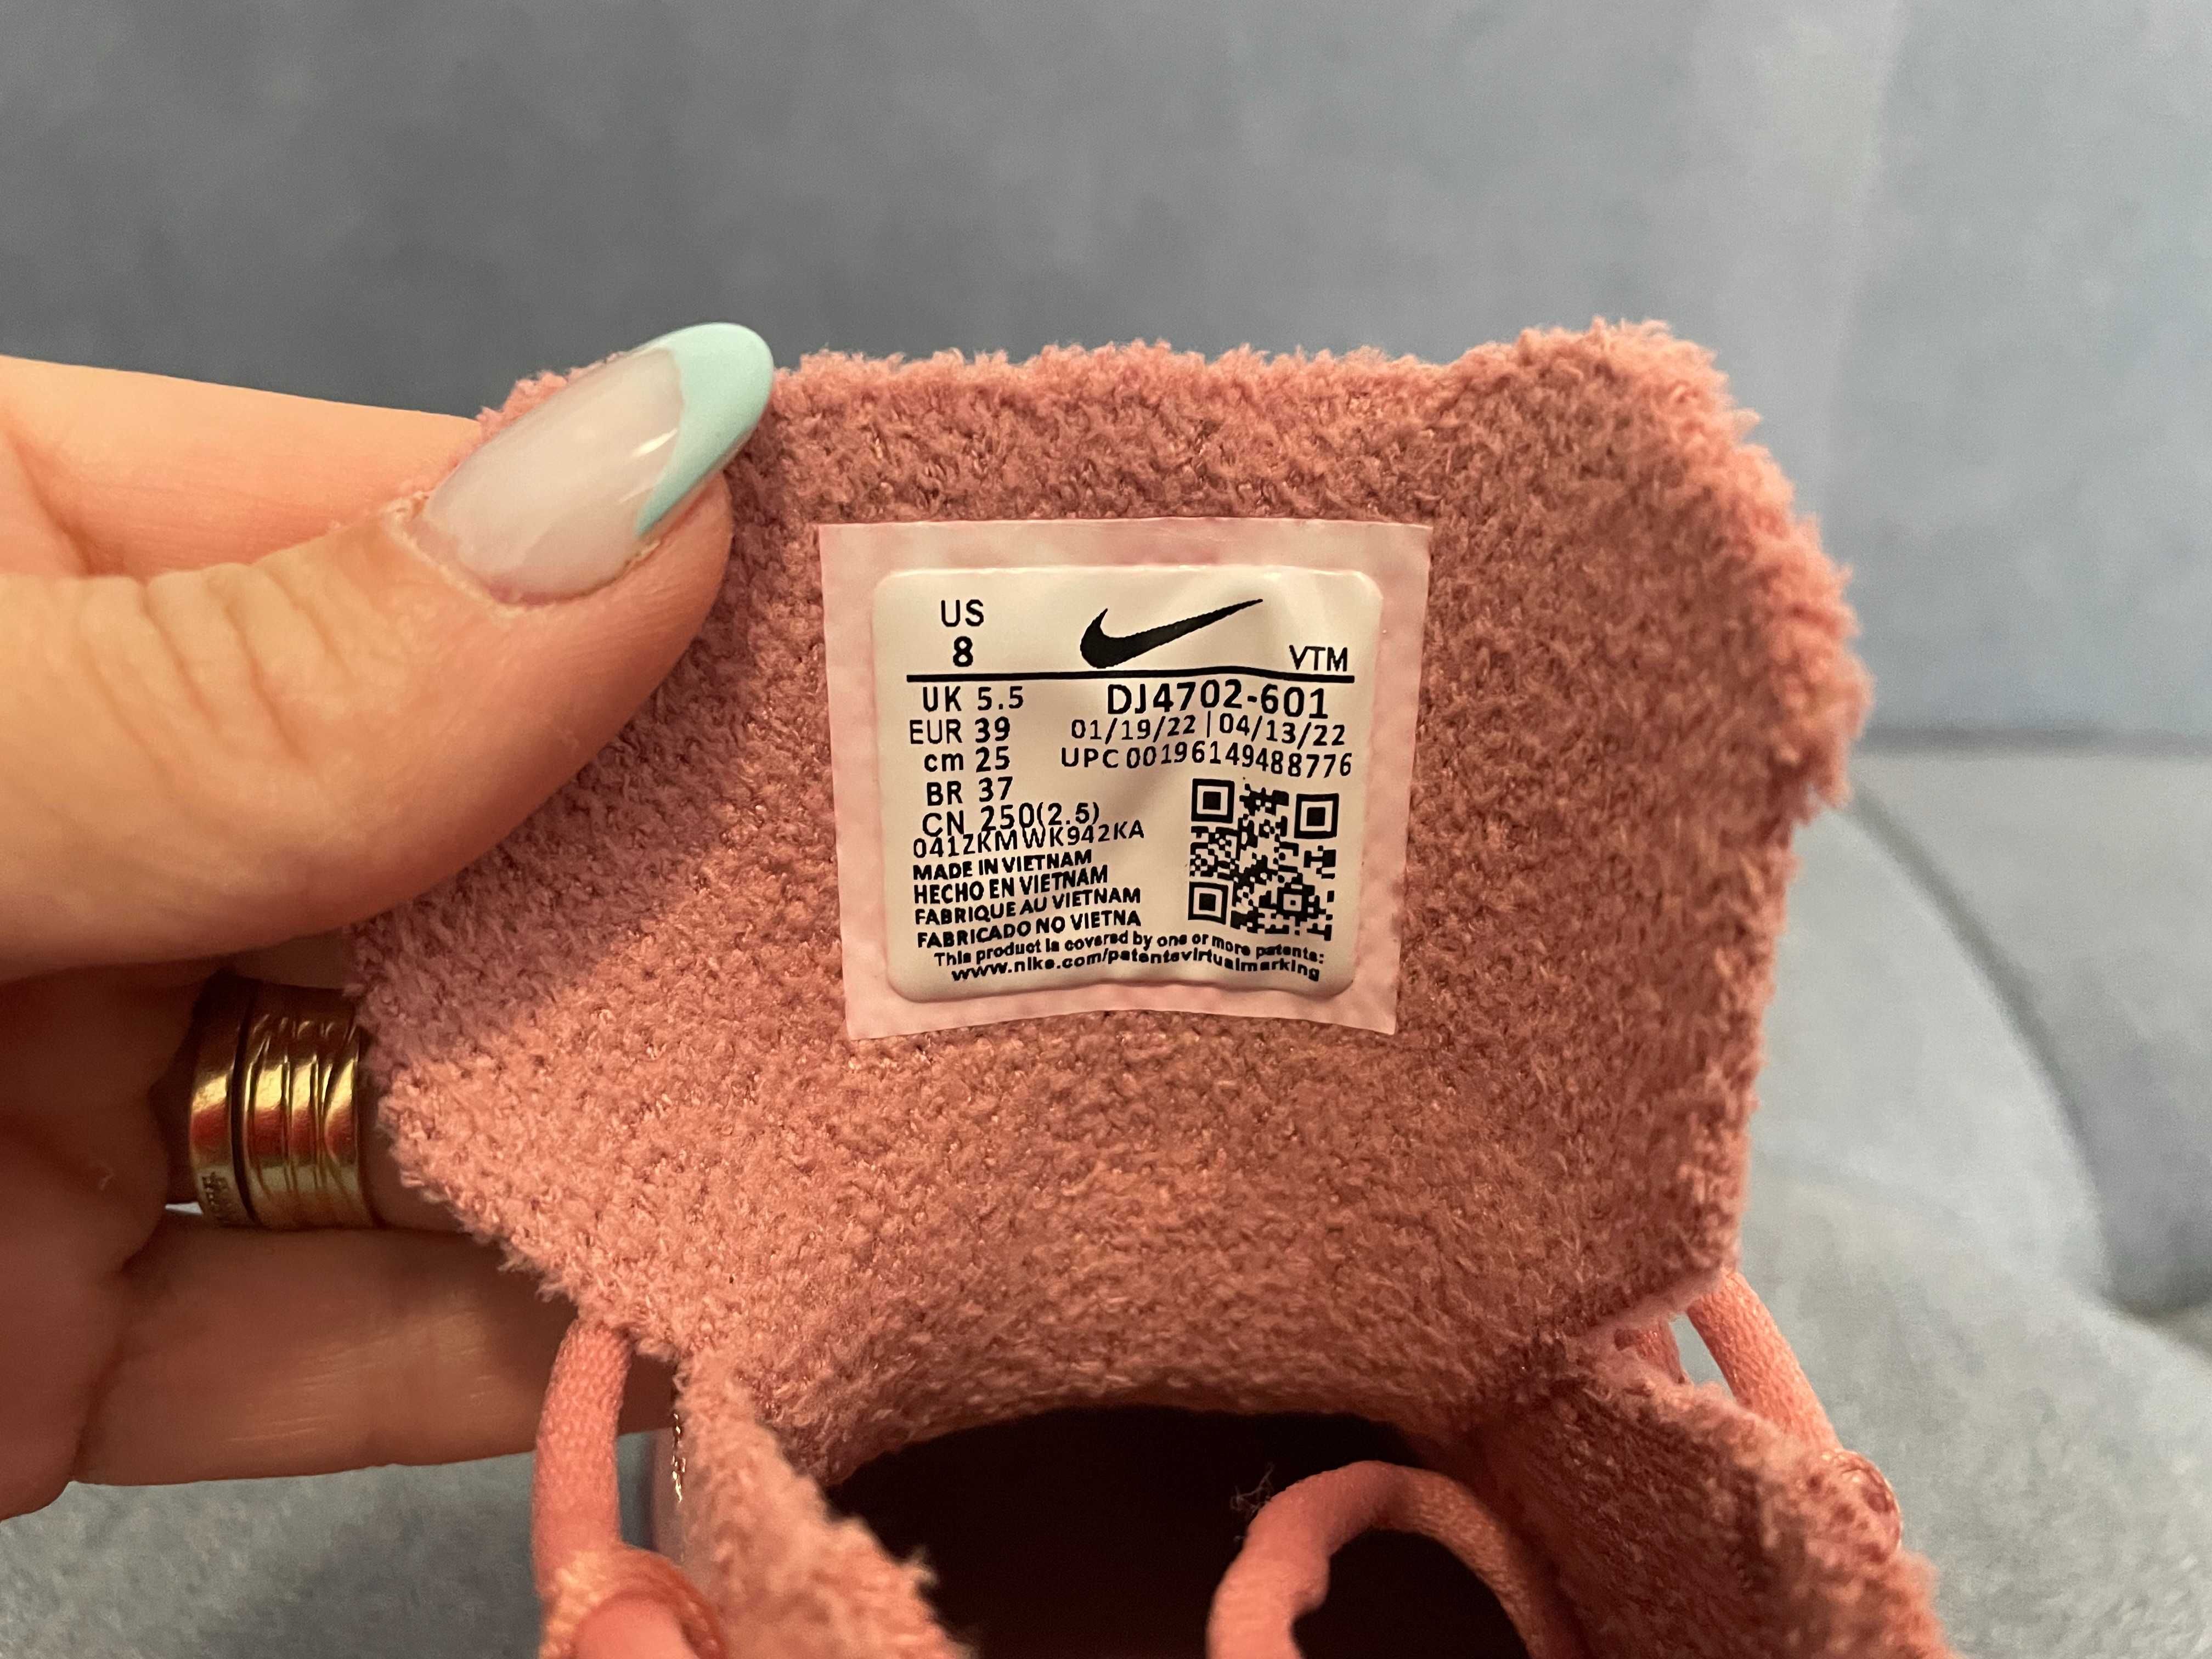 US
8
VTM
UK 5.5
DJ4702-601
EUR 39
01/19/22 | 04/13/22
cm 25
UPC 00196149488776
BR 37
CN 250(2.5)
041ZKMWK942KA
MADE IN VIETNAM
HECHO EN VIETNAM
FABRIQUE AU VIETNAM
FABRICADO NO VIETNA
This product is covered by one or more patents:
www.nike.com/patentsvirtualmarking